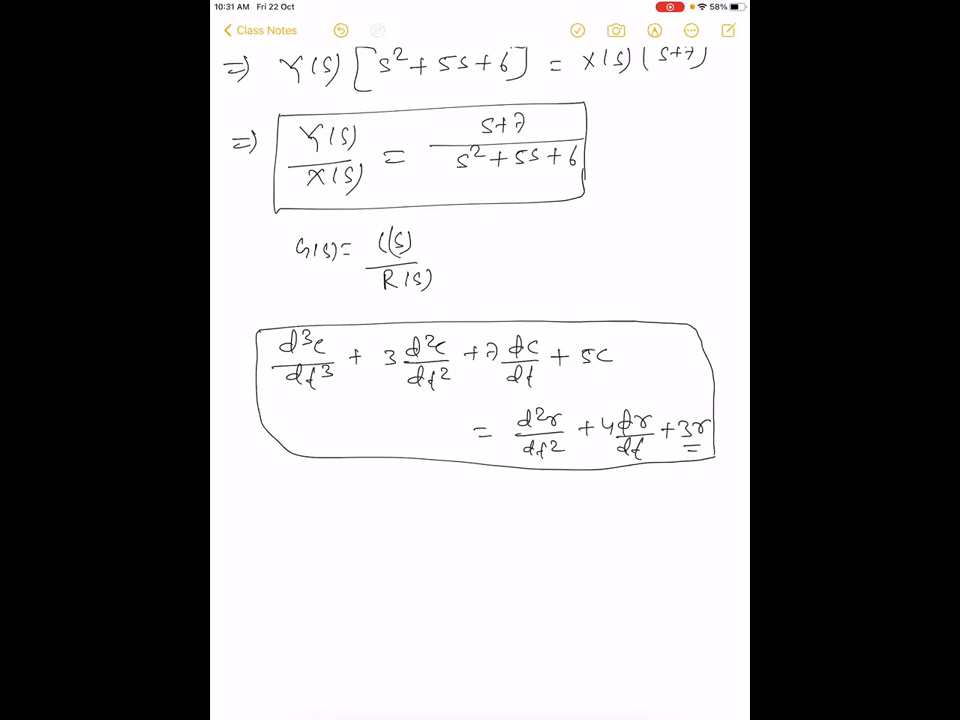 10:31 AM Fri 22 Oct 58%
Class Notes
⇒ Y(s) [s² + 5s + 6] = X(s) (s+7)
⇒ Y(s)/X(s) = (s+7)/(s² + 5s + 6)
G(s) = C(s)/R(s)
d³c/dt³ + 3 d²c/dt² + 7 dc/dt + 5c
= d²r/dt² + 4 dr/dt + 3r